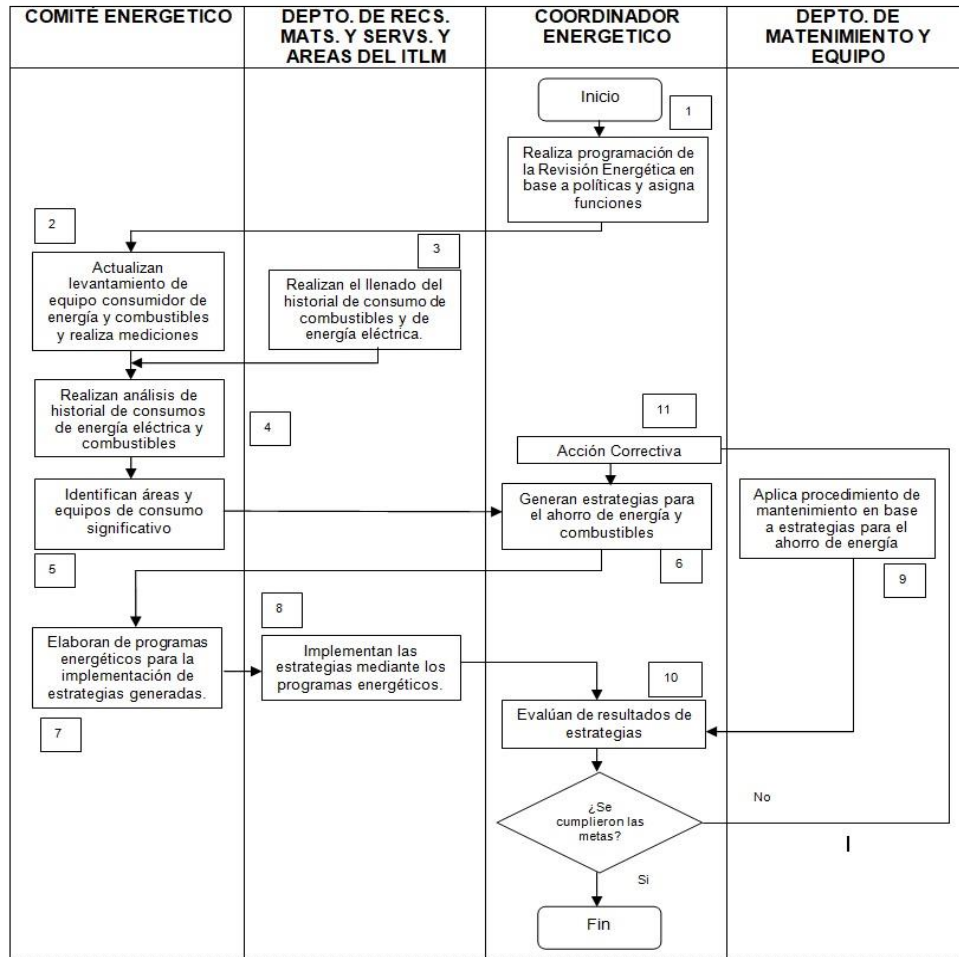 COMITÉ ENERGETICO
DEPTO. DE RECS.
MATS. Y SERVS. Y
AREAS DEL ITLM
COORDINADOR
ENERGETICO
DEPTO. DE
MATENIMIENTO Y
EQUIPO
Inicio
1
Realiza programación de
la Revisión Energética en
base a políticas y asigna
funciones
2
Actualizan
levantamiento de
equipo consumidor de
energía y combustibles
y realiza mediciones
3
Realizan el llenado del
historial de consumo de
combustibles y de
energía eléctrica.
Realizan análisis de
historial de consumos
de energía eléctrica y
combustibles
4
11
Acción Correctiva
Identifican áreas y
equipos de consumo
significativo
5
Generan estrategias para
el ahorro de energía y
combustibles
6
Aplica procedimiento de
mantenimiento en base
a estrategias para el
ahorro de energía
9
Elaboran de programas
energéticos para la
implementación de
estrategias generadas.
7
8
Implementan las
estrategias mediante los
programas energéticos.
10
Evalúan de resultados de
estrategias
¿Se
cumplieron las
metas?
No
Si
Fin